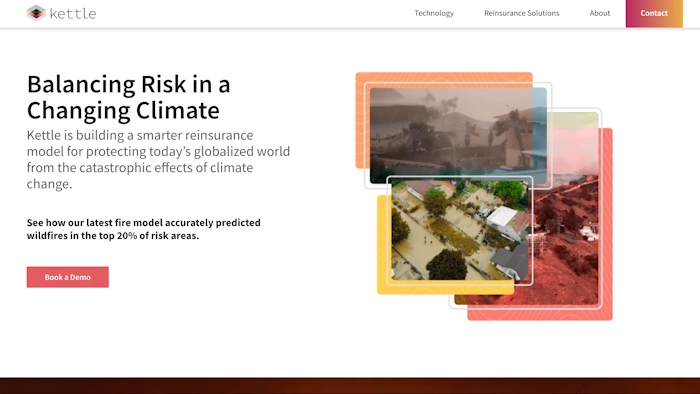 kettle
Technology
Reinsurance Solutions
About
Contact
Balancing Risk in a
Changing Climate
Kettle is building a smarter reinsurance
model for protecting today’s globalized world
from the catastrophic effects of climate
change.
See how our latest fire model accurately predicted
wildfires in the top 20% of risk areas.
Book a Demo